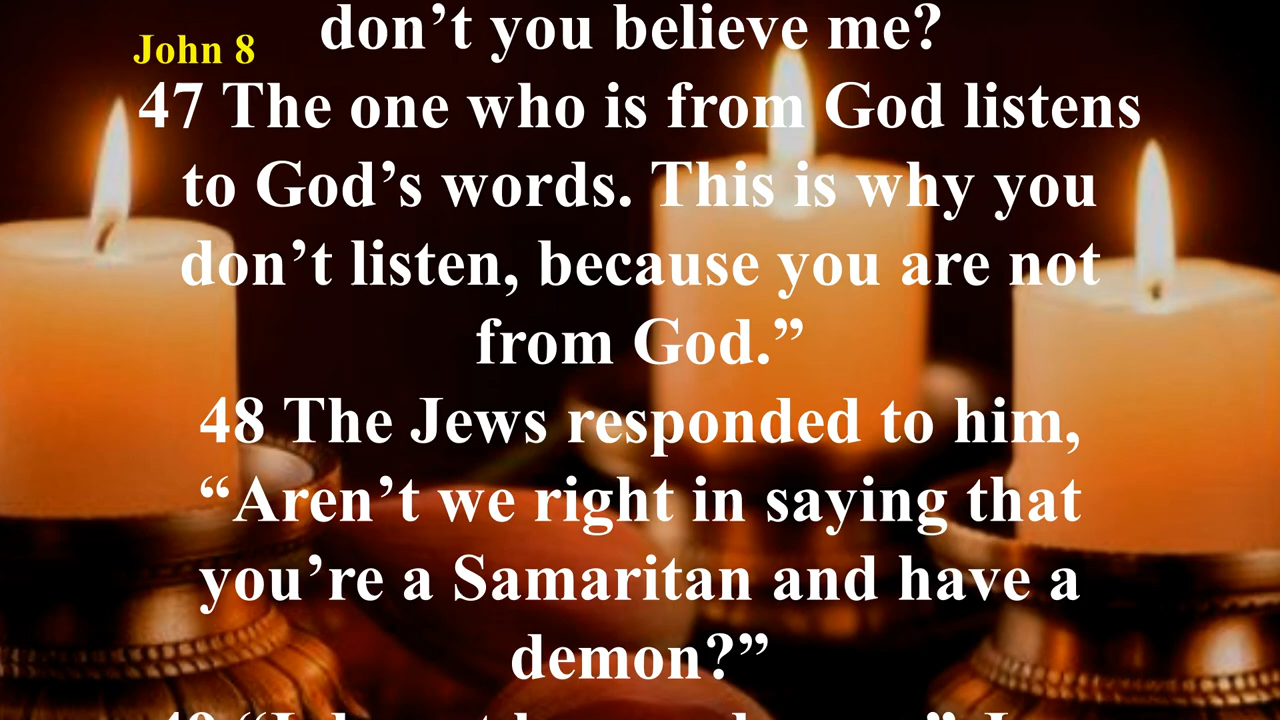 don’t you believe me?
John 8
47 The one who is from God listens
to God’s words. This is why you
don’t listen, because you are not
from God.”
48 The Jews responded to him,
“Aren’t we right in saying that
you’re a Samaritan and have a
demon?”